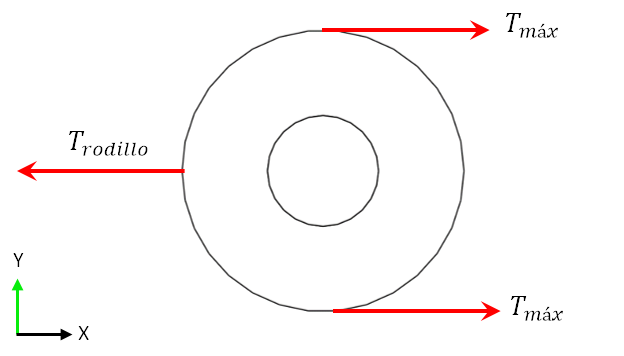 T_máx
T_rodillo
Y
X
T_máx